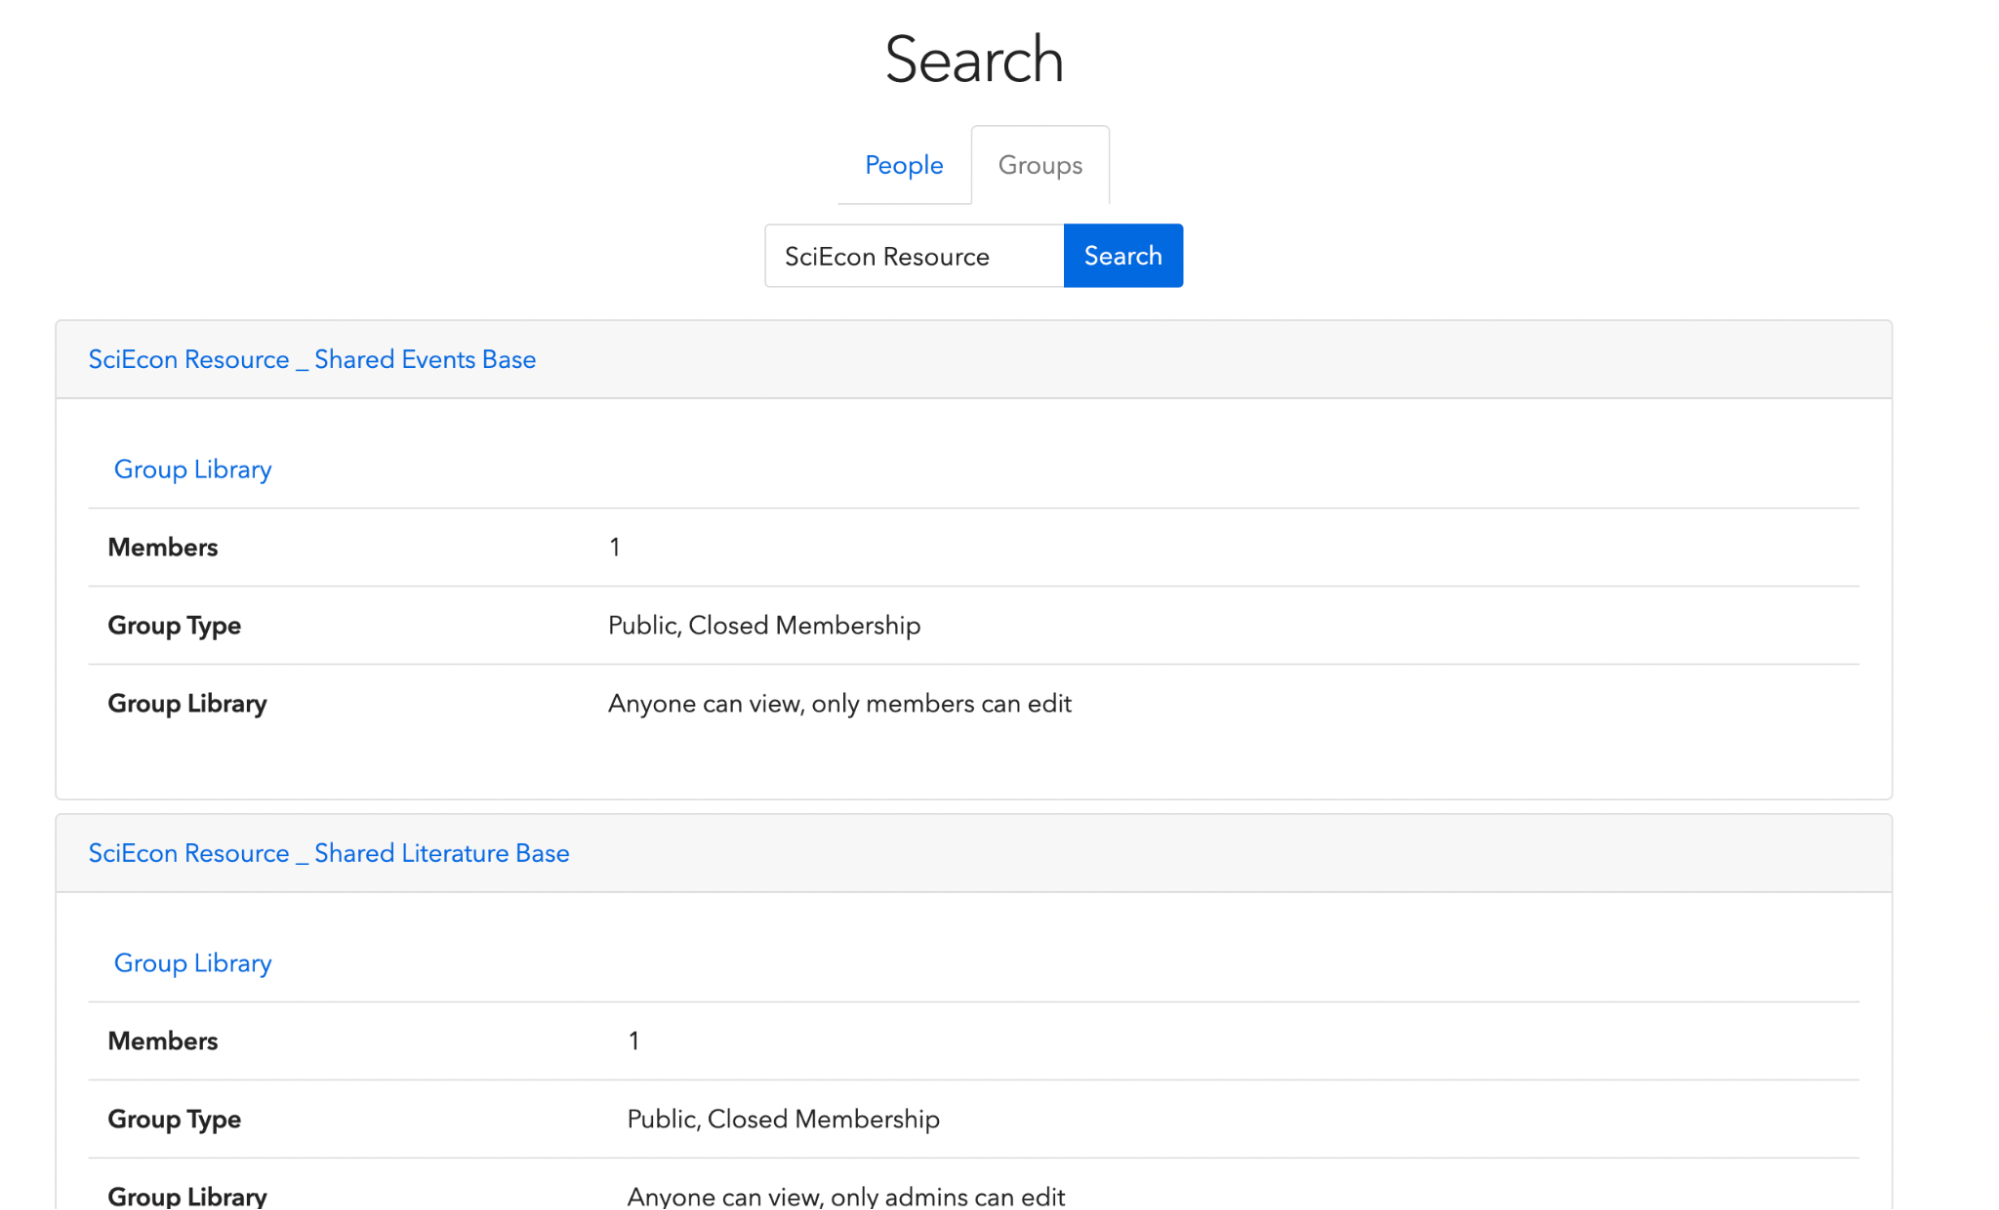 Search
People Groups
SciEcon Resource Search
SciEcon Resource _ Shared Events Base
Group Library
Members 1
Group Type Public, Closed Membership
Group Library Anyone can view, only members can edit
SciEcon Resource _ Shared Literature Base
Group Library
Members 1
Group Type Public, Closed Membership
Group Library Anyone can view, only admins can edit